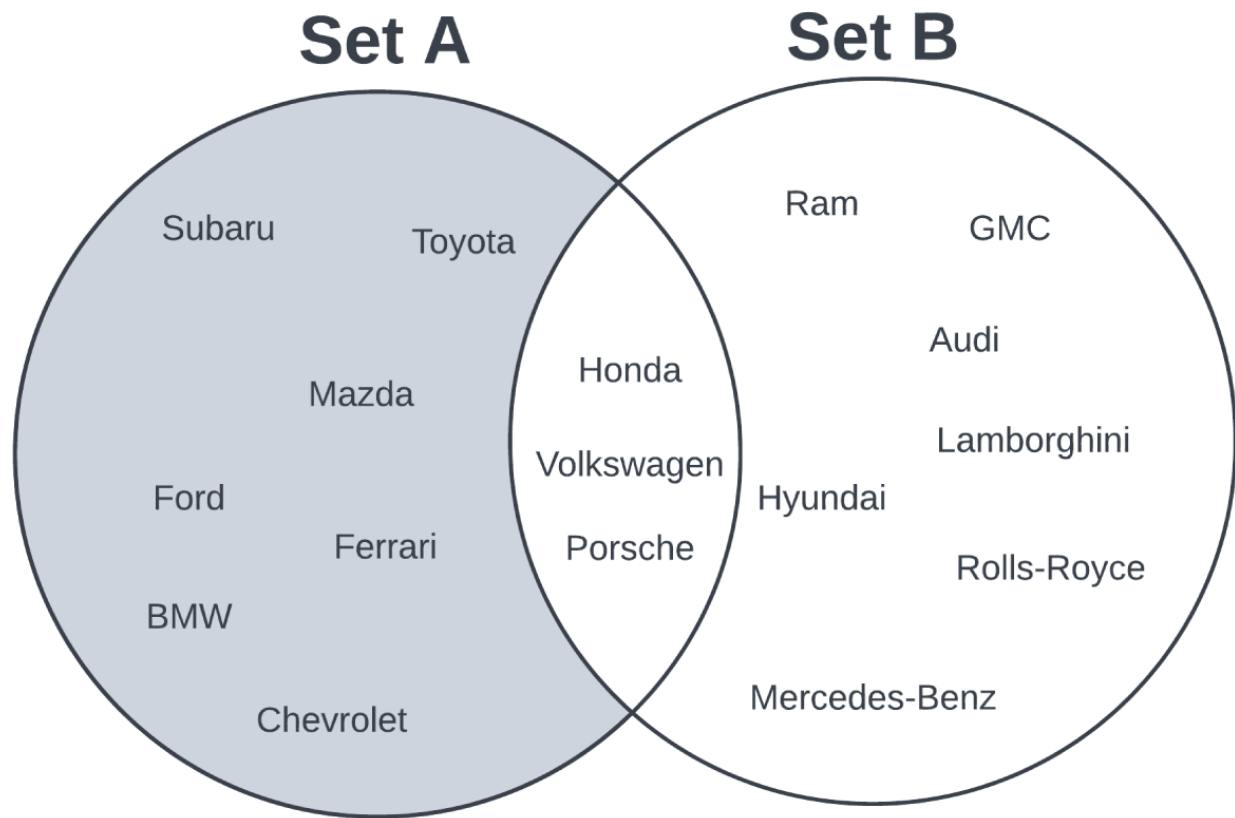 Set A
Set B
Subaru
Toyota
Mazda
Ford
Ferrari
BMW
Chevrolet
Honda
Volkswagen
Porsche
Ram
GMC
Audi
Lamborghini
Hyundai
Rolls-Royce
Mercedes-Benz